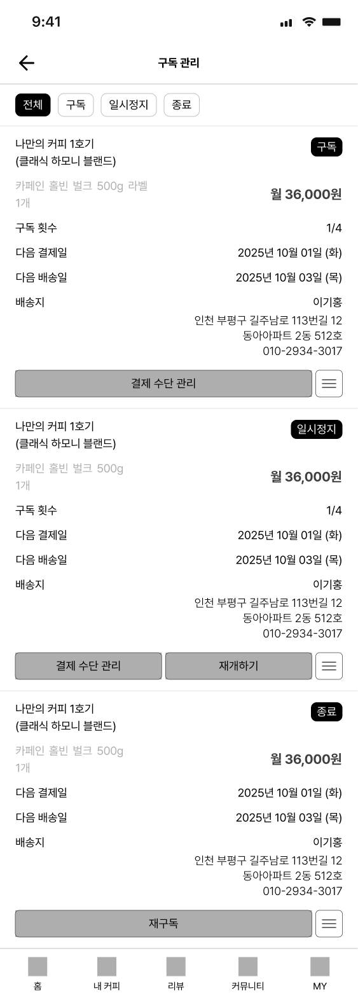 9:41
구독 관리
전체 구독 일시정지 종료
나만의 커피 1호기 구독
(클래식 하모니 블랜드)
카페인 홀빈 벌크 500g 라벨
1개
월 36,000원
구독 횟수 1/4
다음 결제일 2025년 10월 01일 (화)
다음 배송일 2025년 10월 03일 (목)
배송지 이기홍
인천 부평구 길주남로 113번길 12
동아아파트 2동 512호
010-2934-3017
결제 수단 관리
나만의 커피 1호기 일시정지
(클래식 하모니 블랜드)
카페인 홀빈 벌크 500g
1개
월 36,000원
구독 횟수 1/4
다음 결제일 2025년 10월 01일 (화)
다음 배송일 2025년 10월 03일 (목)
배송지 이기홍
인천 부평구 길주남로 113번길 12
동아아파트 2동 512호
010-2934-3017
결제 수단 관리 재개하기
나만의 커피 1호기 종료
(클래식 하모니 블랜드)
카페인 홀빈 벌크 500g
1개
월 36,000원
다음 결제일 2025년 10월 01일 (화)
다음 배송일 2025년 10월 03일 (목)
배송지 이기홍
인천 부평구 길주남로 113번길 12
동아아파트 2동 512호
010-2934-3017
재구독
홈 내 커피 리뷰 커뮤니티 MY